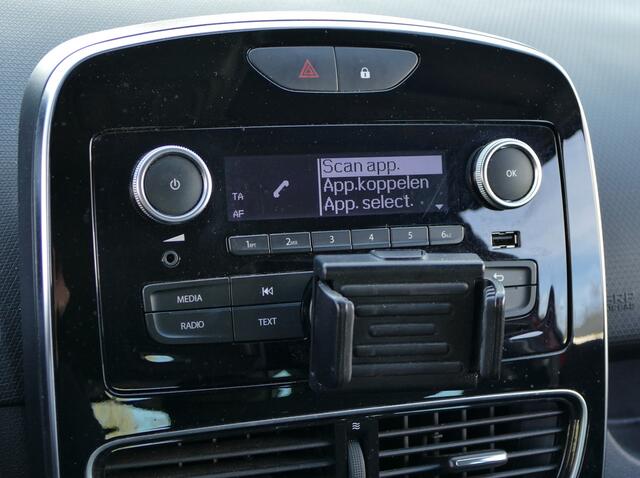 Scan app.
App.koppelen
App. select.
TA
AF
OK
1 2 3 4 5 6
MEDIA
RADIO
TEXT